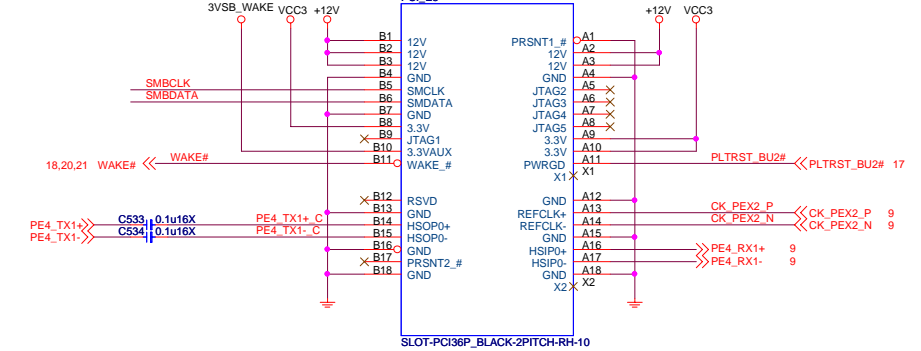 3VSB_WAKE VCC3 +12V
+12V VCC3
B1 12V PRSNT1_# A1
B2 12V 12V A2
B3 12V 12V A3
B4 GND GND A4
SMBCLK B5 SMCLK JTAG2 A5
SMBDATA B6 SMDATA JTAG3 A6
B7 GND JTAG4 A7
B8 3.3V JTAG5 A8
B9 JTAG1 3.3V A9
B10 3.3VAUX 3.3V A10
18,20,21 WAKE# WAKE# B11 WAKE_# PWRGD A11 PLTRST_BU2# PLTRST_BU2# 17
X1 X1
B12 RSVD GND A12
B13 GND REFCLK+ A13 CK_PEX2_P CK_PEX2_P 9
PE4_TX1+ C533 0.1u16X PE4_TX1+_C B14 HSOP0+ REFCLK- A14 CK_PEX2_N CK_PEX2_N 9
PE4_TX1- C534 0.1u16X PE4_TX1-_C B15 HSOP0- GND A15
B16 GND HSIP0+ A16 PE4_RX1+ 9
B17 PRSNT2_# HSIP0- A17 PE4_RX1- 9
B18 GND GND A18
X2 X2
SLOT-PCI36P_BLACK-2PITCH-RH-10